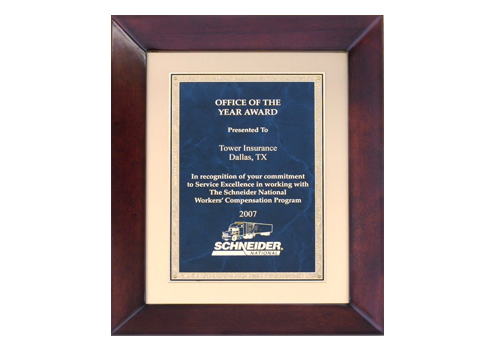 OFFICE OF THE
YEAR AWARD
Presented To
Tower Insurance
Dallas, TX
In recognition of your commitment
to Service Excellence in working with
The Schneider National
Workers' Compensation Program
2007
SCHNEIDER
NATIONAL